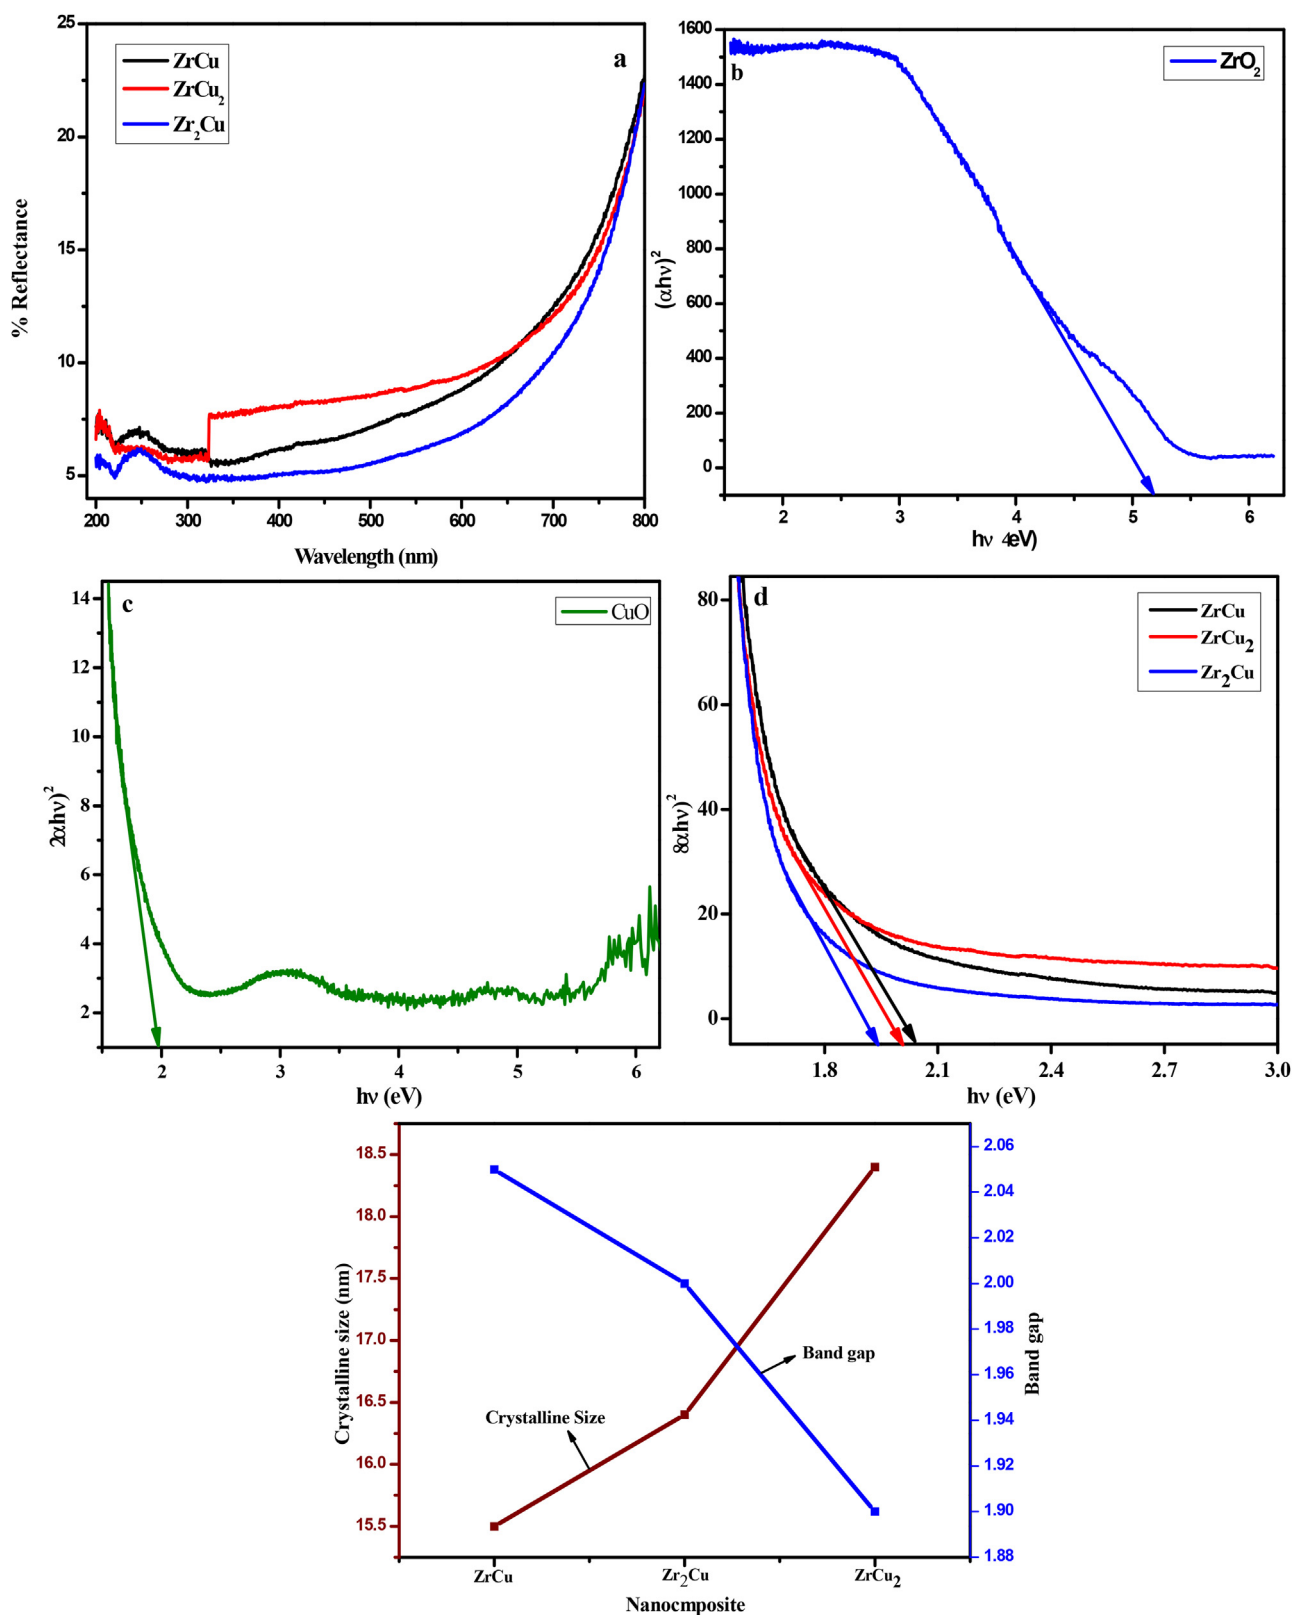 a
ZrCu
ZrCu2
Zr2Cu
25
20
15
10
5
% Reflectance
200 300 400 500 600 700 800
Wavelength (nm)
b
ZrO2
1600
1400
1200
1000
800
600
400
200
0
(αhν)2
2 3 4 5 6
hν 4eV)
c
CuO
14
12
10
8
6
4
2
2αhν)2
2 3 4 5 6
hν (eV)
d
ZrCu
ZrCu2
Zr2Cu
80
60
40
20
0
8αhν)2
1.8 2.1 2.4 2.7 3.0
hν (eV)
18.5
18.0
17.5
17.0
16.5
16.0
15.5
Crystalline size (nm)
Crystalline Size
Band gap
2.06
2.04
2.02
2.00
1.98
1.96
1.94
1.92
1.90
1.88
Band gap
ZrCu Zr2Cu ZrCu2
Nanocmposite